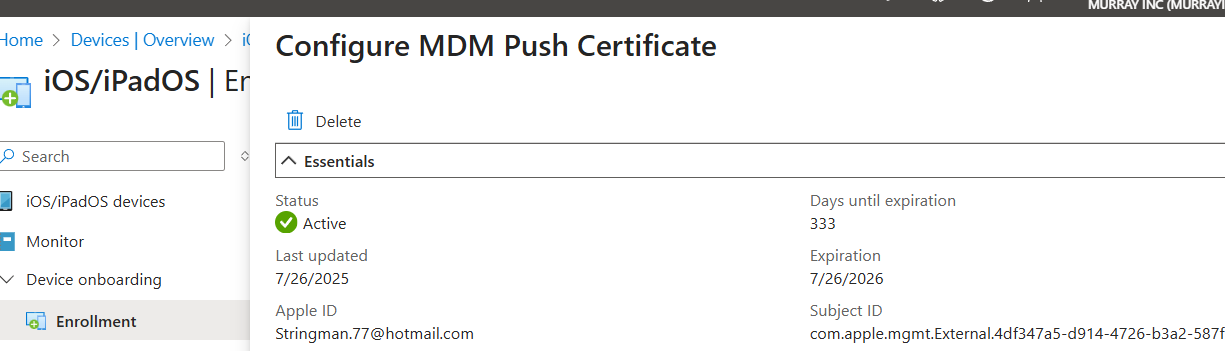 MURRAY INC (MURRAYI
Home > Devices | Overview >
Configure MDM Push Certificate
iOS/iPadOS | En
Delete
Search
Essentials
iOS/iPadOS devices
Status
Days until expiration
Active
333
Monitor
Last updated
Expiration
7/26/2025
7/26/2026
Device onboarding
Apple ID
Subject ID
Enrollment
Stringman.77@hotmail.com
com.apple.mgmt.External.4df347a5-d914-4726-b3a2-587f